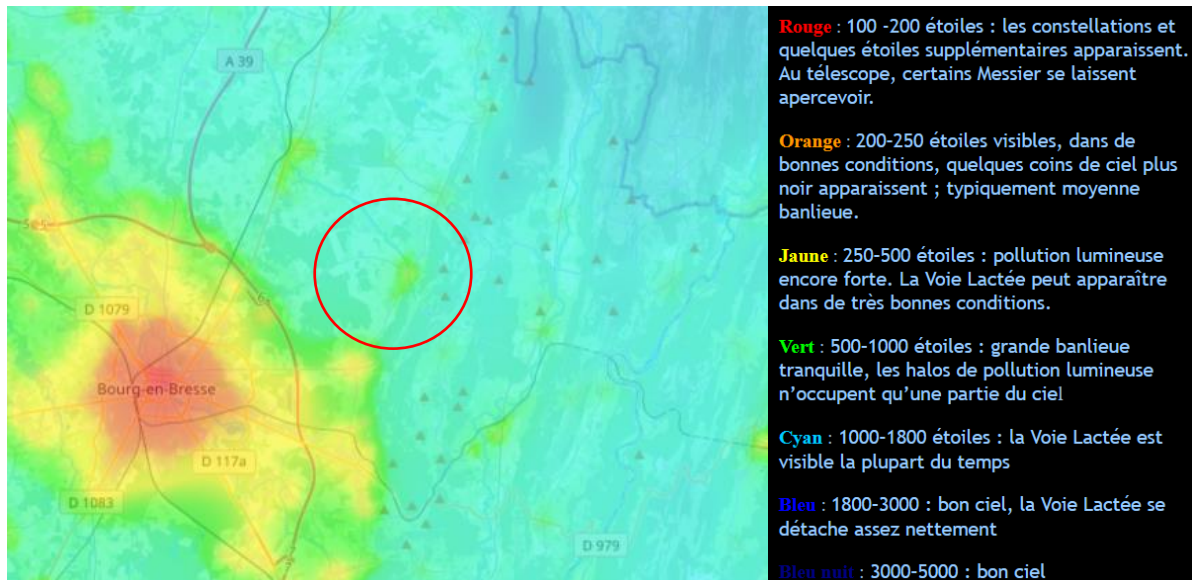 A 39
D 1079
Bourg-en-Bresse
D 117a
D 1083
D 979
Rouge : 100 -200 étoiles : les constellations et
quelques étoiles supplémentaires apparaissent.
Au télescope, certains Messier se laissent
apercevoir.
Orange : 200-250 étoiles visibles, dans de
bonnes conditions, quelques coins de ciel plus
noir apparaissent ; typiquement moyenne
banlieue.
Jaune : 250-500 étoiles : pollution lumineuse
encore forte. La Voie Lactée peut apparaître
dans de très bonnes conditions.
Vert : 500-1000 étoiles : grande banlieue
tranquille, les halos de pollution lumineuse
n'occupent qu'une partie du ciel
Cyan : 1000-1800 étoiles : la Voie Lactée est
visible la plupart du temps
Bleu : 1800-3000 : bon ciel, la Voie Lactée se
détache assez nettement
Bleu nuit : 3000-5000 : bon ciel